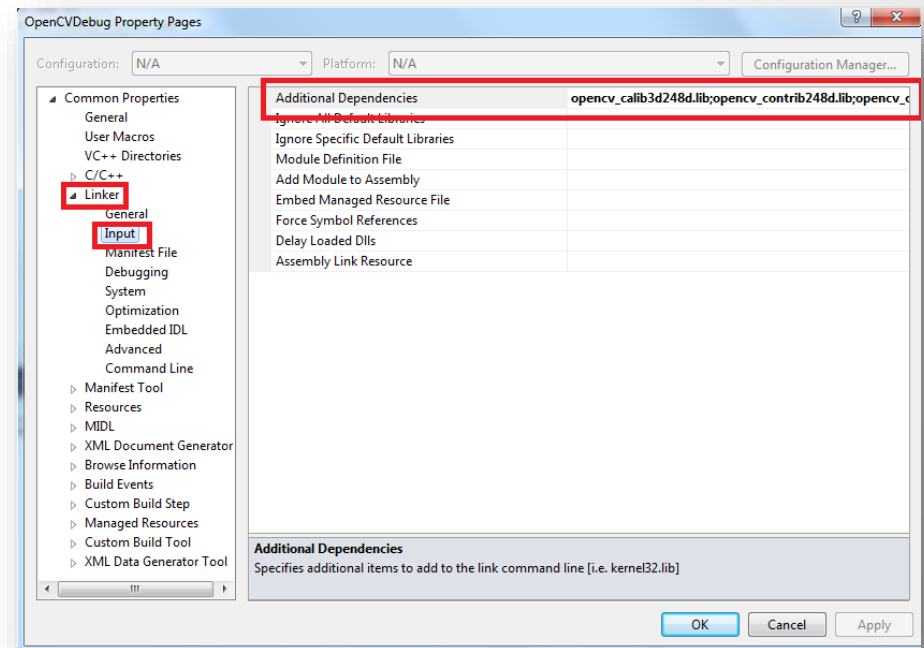 OpenCVDebug Property Pages
Configuration: N/A Platform: N/A Configuration Manager...
Common Properties
General
User Macros
VC++ Directories
C/C++
Linker
General
Input
Manifest File
Debugging
System
Optimization
Embedded IDL
Advanced
Command Line
Manifest Tool
Resources
MIDL
XML Document Generator
Browse Information
Build Events
Custom Build Step
Managed Resources
Custom Build Tool
XML Data Generator Tool
Additional Dependencies opencv_calib3d248d.lib;opencv_contrib248d.lib;opencv_c
Ignore All Default Libraries
Ignore Specific Default Libraries
Module Definition File
Add Module to Assembly
Embed Managed Resource File
Force Symbol References
Delay Loaded Dlls
Assembly Link Resource
Additional Dependencies
Specifies additional items to add to the link command line [i.e. kernel32.lib]
OK Cancel Apply